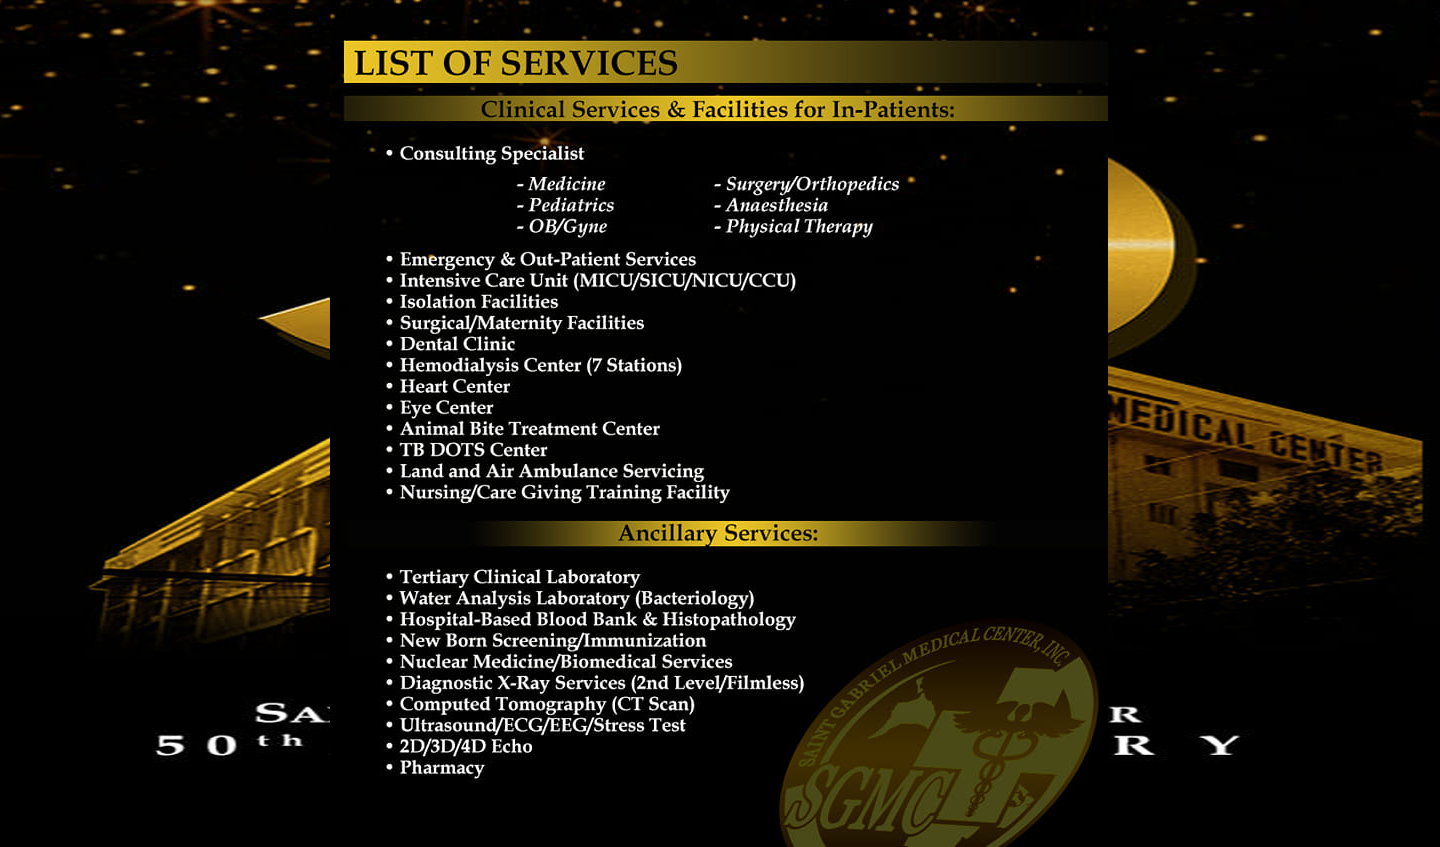 LIST OF SERVICES
Clinical Services & Facilities for In-Patients:
• Consulting Specialist
- Medicine - Surgery/Orthopedics
- Pediatrics - Anaesthesia
- OB/Gyne - Physical Therapy
• Emergency & Out-Patient Services
• Intensive Care Unit (MICU/SICU/NICU/CCU)
• Isolation Facilities
• Surgical/Maternity Facilities
• Dental Clinic
• Hemodialysis Center (7 Stations)
• Heart Center
• Eye Center
• Animal Bite Treatment Center
• TB DOTS Center
• Land and Air Ambulance Servicing
• Nursing/Care Giving Training Facility
MEDICAL CENTER
Ancillary Services:
• Tertiary Clinical Laboratory
• Water Analysis Laboratory (Bacteriology)
• Hospital-Based Blood Bank & Histopathology
• New Born Screening/Immunization
• Nuclear Medicine/Biomedical Services
• Diagnostic X-Ray Services (2nd Level/Filmless)
• Computed Tomography (CT Scan)
• Ultrasound/ECG/EEG/Stress Test
• 2D/3D/4D Echo
• Pharmacy
SAINT GABRIEL MEDICAL CENTER, INC.
SGMC
50th